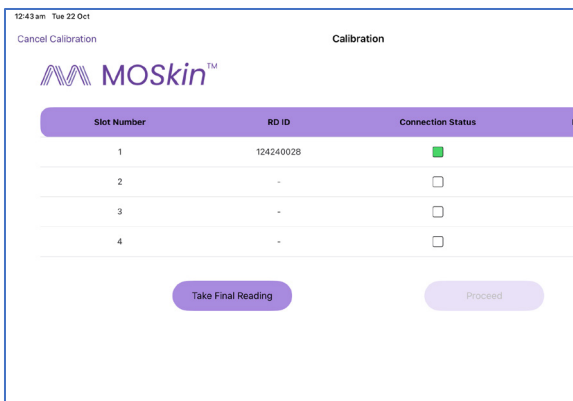 12:43 am Tue 22 Oct
Cancel Calibration Calibration
MOSkin™
Slot Number RD ID Connection Status
1 124240028
2 -
3 -
4 -
Take Final Reading Proceed